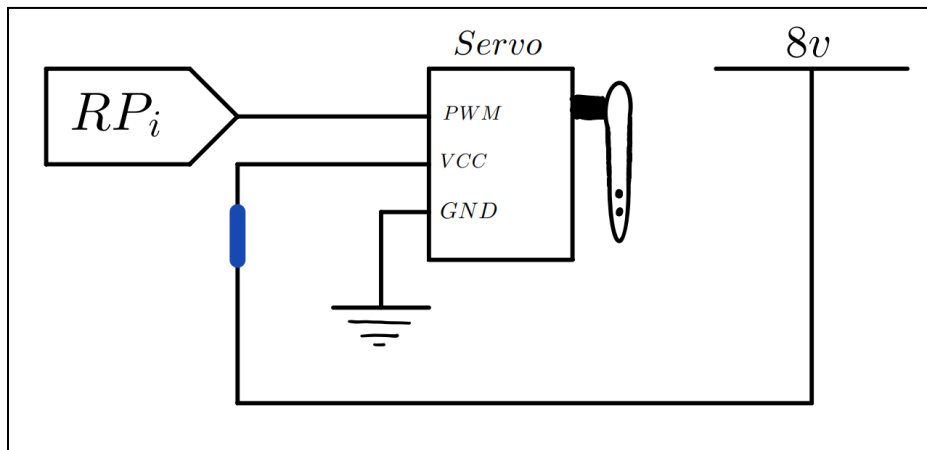 Servo
8v
RPi
PWM
VCC
GND